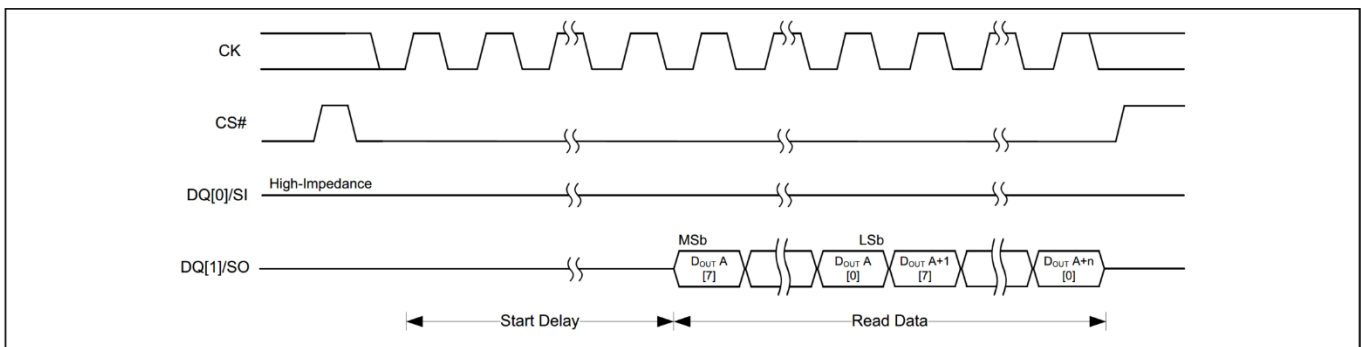 CK
CS#
DQ[0]/SI
High-Impedance
DQ[1]/SO
MSb
LSb
DOUT A
[7]
DOUT A
[0]
DOUT A+1
[7]
DOUT A+n
[0]
Start Delay
Read Data